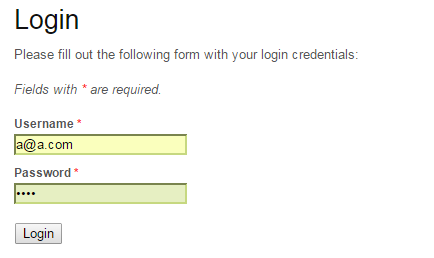 Login
Please fill out the following form with your login credentials:
Fields with * are required.
Username *
a@a.com
Password *
••••
Login